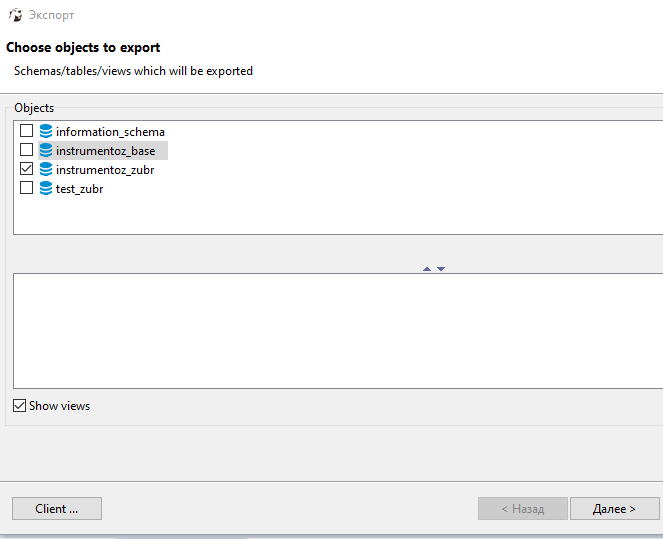 Экспорт
Choose objects to export
Schemas/tables/views which will be exported
Objects
information_schema
instrumentoz_base
instrumentoz_zubr
test_zubr
Show views
Client ...
< Назад
Далее >